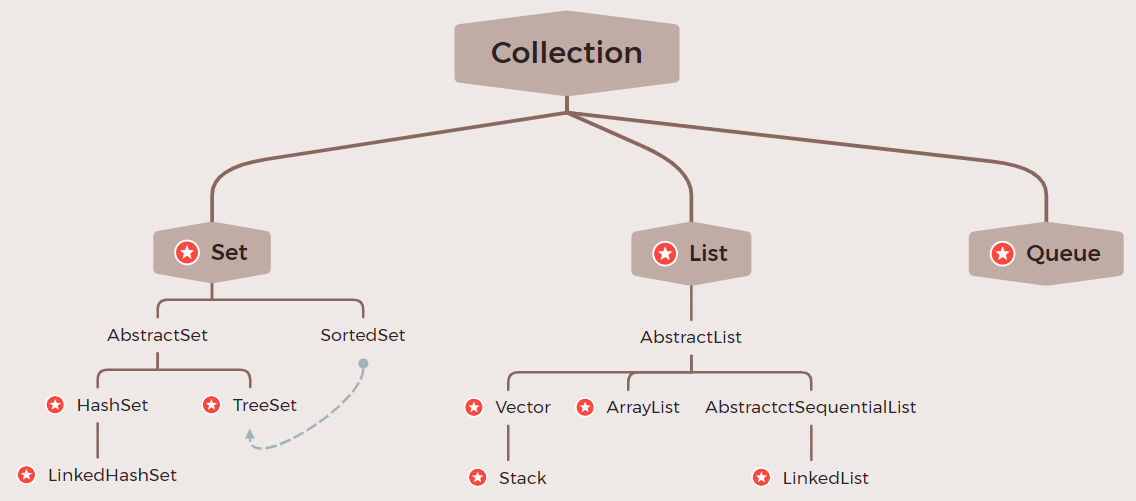 Collection
Set
List
Queue
AbstractSet
SortedSet
AbstractList
HashSet
TreeSet
Vector
ArrayList
AbstractctSequentialList
LinkedHashSet
Stack
LinkedList